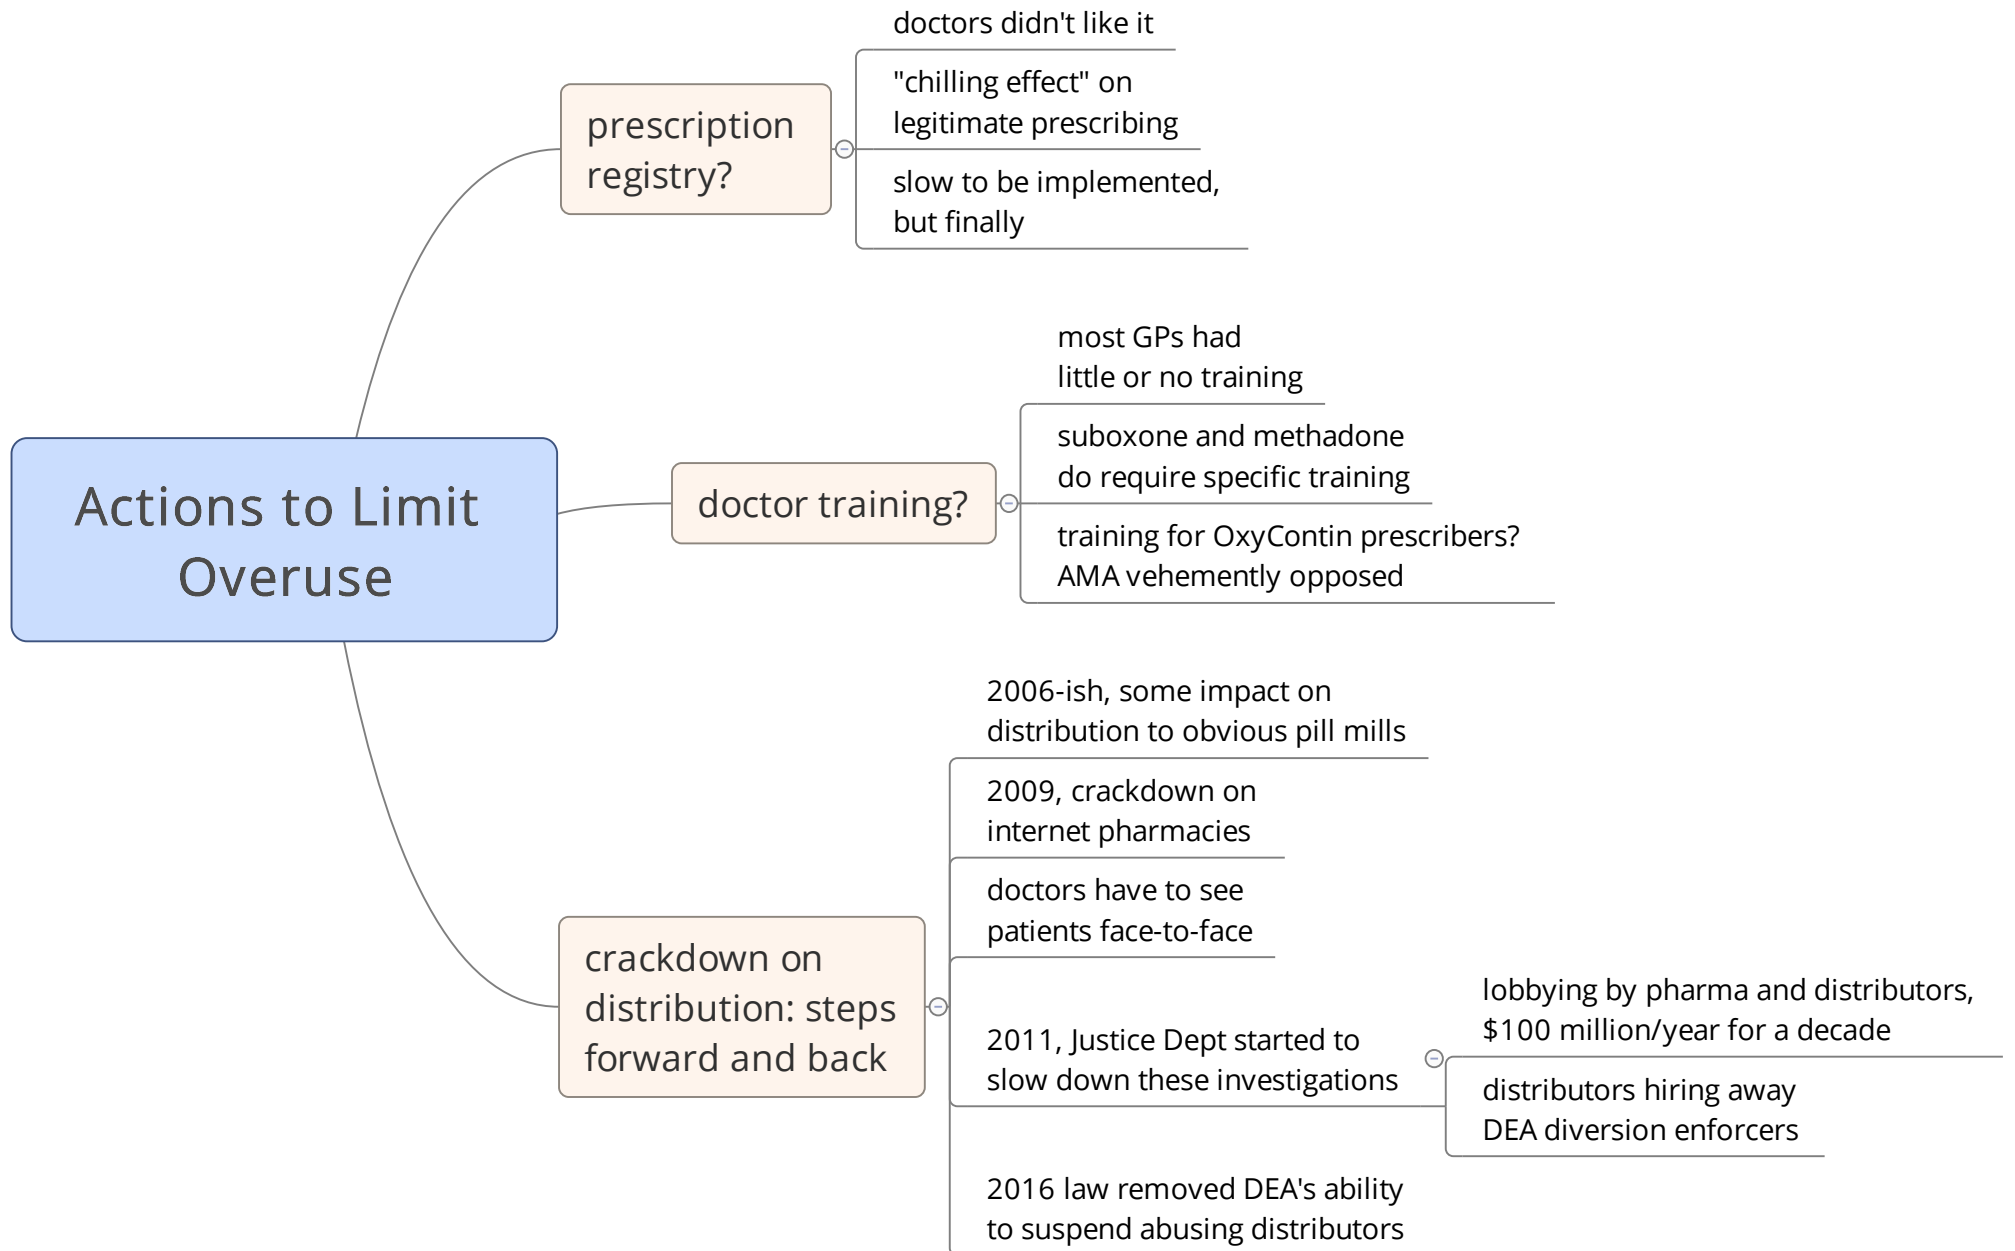 Actions to Limit
Overuse
prescription
registry?
doctors didn't like it
"chilling effect" on
legitimate prescribing
slow to be implemented,
but finally
doctor training?
most GPs had
little or no training
suboxone and methadone
do require specific training
training for OxyContin prescribers?
AMA vehemently opposed
crackdown on
distribution: steps
forward and back
2006-ish, some impact on
distribution to obvious pill mills
2009, crackdown on
internet pharmacies
doctors have to see
patients face-to-face
2011, Justice Dept started to
slow down these investigations
lobbying by pharma and distributors,
$100 million/year for a decade
distributors hiring away
DEA diversion enforcers
2016 law removed DEA's ability
to suspend abusing distributors